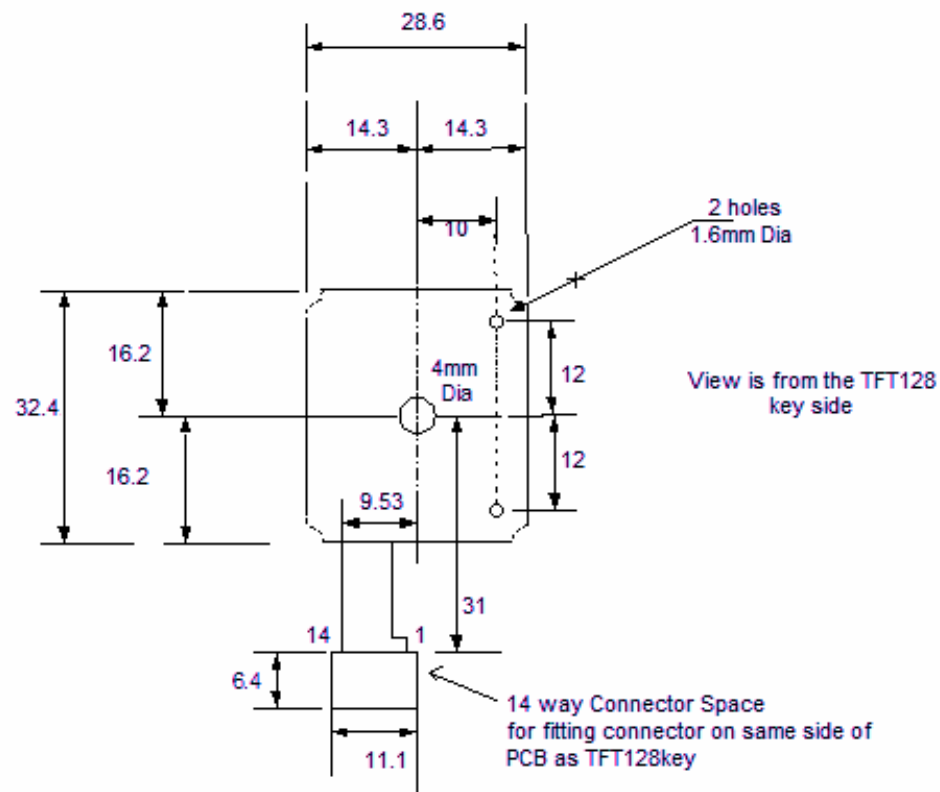 28.6
14.3
14.3
10
2 holes
1.6mm Dia
16.2
4mm
Dia
12
View is from the TFT128
key side
32.4
16.2
12
9.53
31
14
1
6.4
14 way Connector Space
for fitting connector on same side of
PCB as TFT128key
11.1